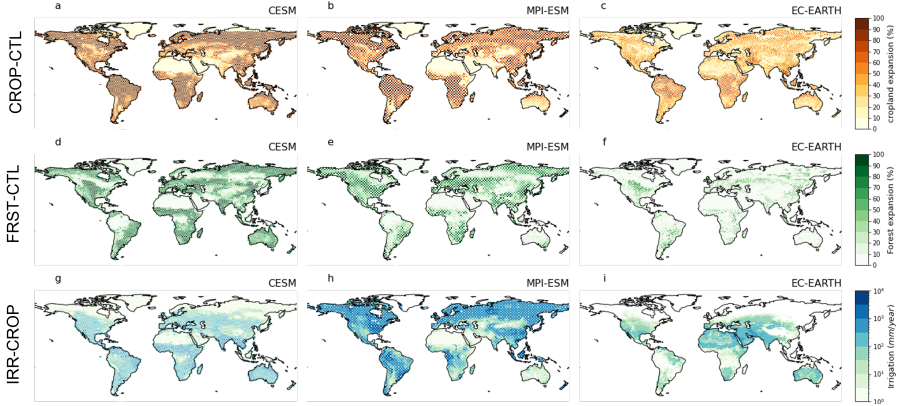 a CESM
b MPI-ESM
c EC-EARTH
CROP-CTL
100
90
80
70
60
50
40
30
20
10
0
cropland expansion (%)
d CESM
e MPI-ESM
f EC-EARTH
FRST-CTL
100
90
80
70
60
50
40
30
20
10
0
Forest expansion (%)
g CESM
h MPI-ESM
i EC-EARTH
IRR-CROP
10⁴
10³
10²
10¹
10⁰
Irrigation (mm/year)